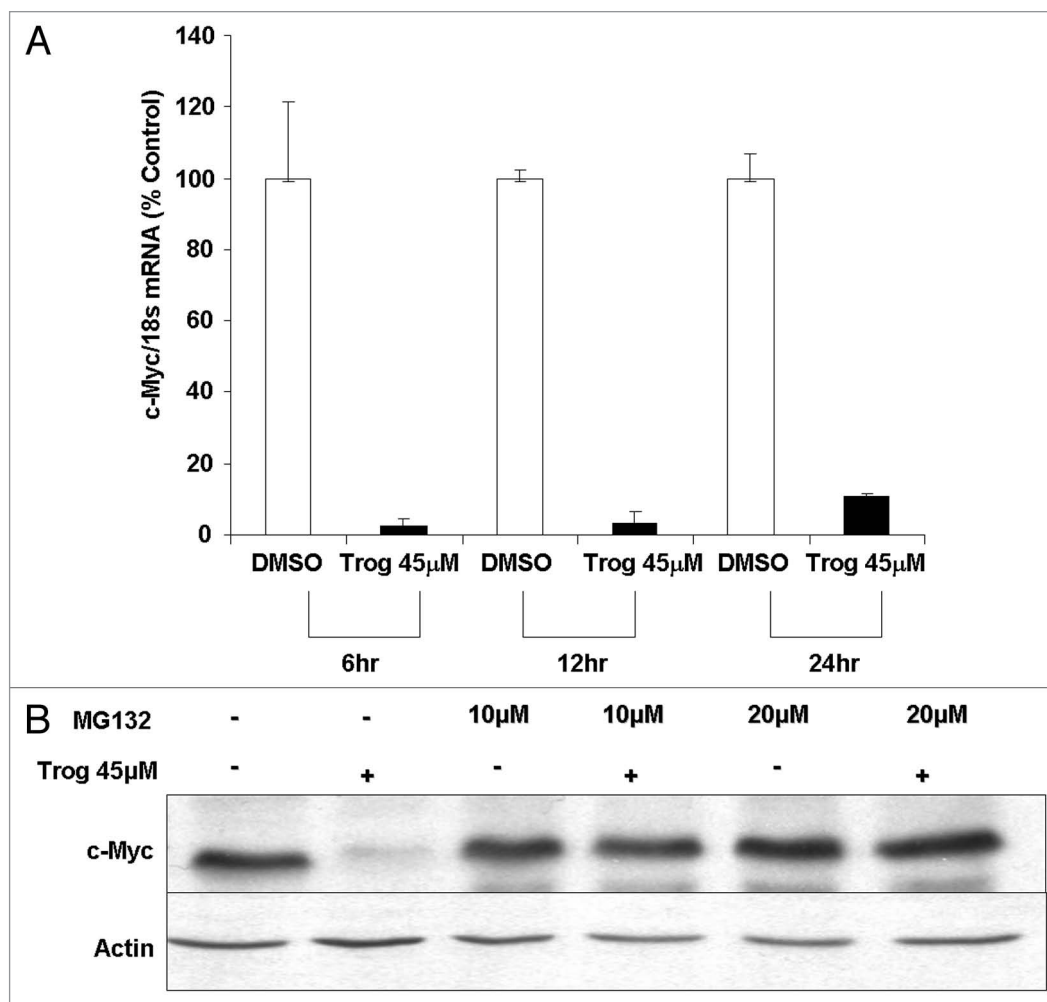 A
c-Myc/18s mRNA (% Control)
140
120
100
80
60
40
20
0
DMSO Trog 45µM DMSO Trog 45µM DMSO Trog 45µM
6hr 12hr 24hr
B
MG132 - - 10µM 10µM 20µM 20µM
Trog 45µM - + - + - +
c-Myc
Actin